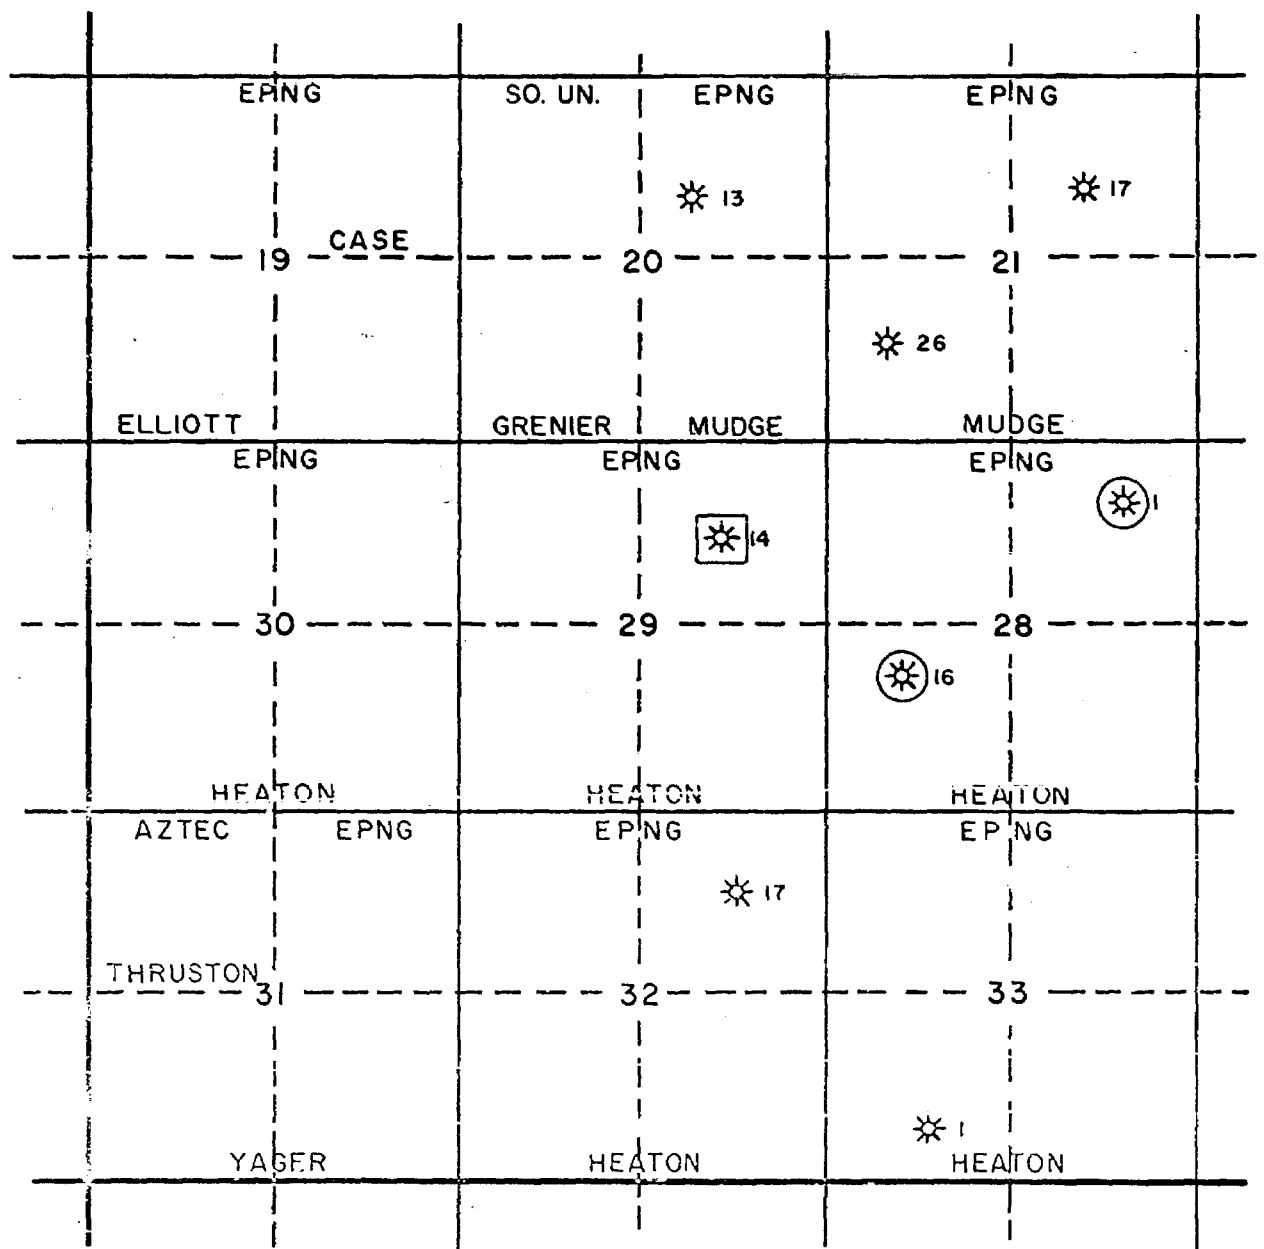 EPNG SO. UN. EPNG EPNG
13 17
CASE
19 20 21
26
ELLIOTT GRENIER MUDGE MUDGE
EPNG EPNG EPNG
1
14
30 29 28
16
HEATON HEATON HEATON
AZTEC EPNG EPNG EPNG
17
THRUSTON
31 32 33
1
YAGER HEATON HEATON